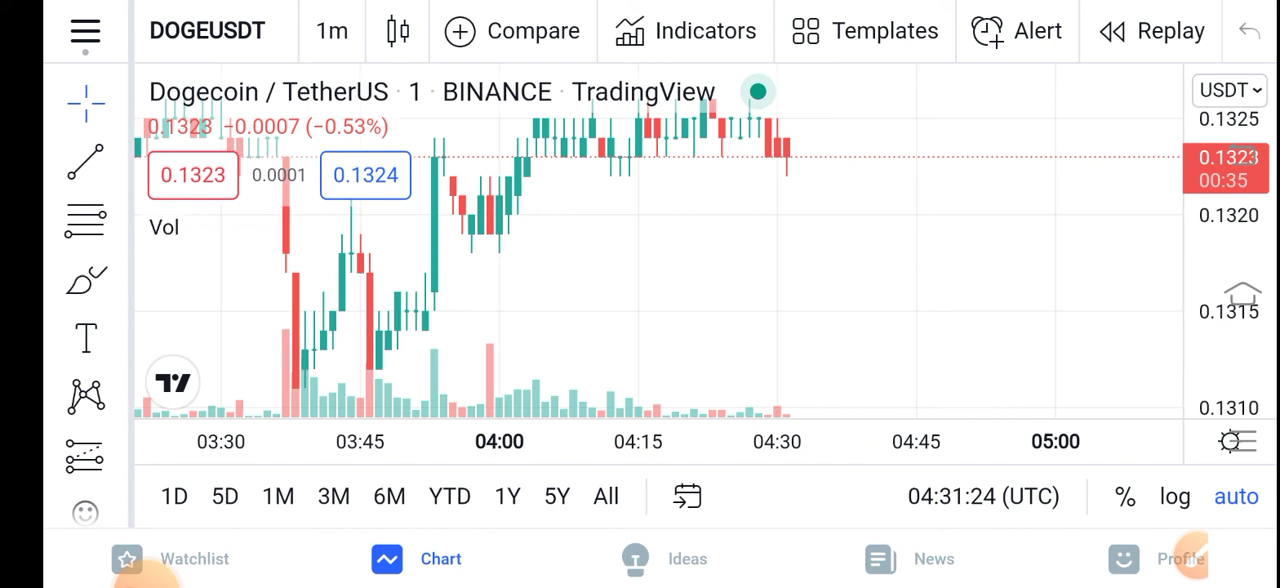 DOGEUSDT 1m Compare Indicators Templates Alert Replay
Dogecoin / TetherUS · 1 · BINANCE · TradingView
0.1323 −0.0007 (−0.53%)
0.1323 0.0001 0.1324
Vol
USDT
0.1325
0.1323
00:35
0.1320
0.1315
0.1310
03:30 03:45 04:00 04:15 04:30 04:45 05:00
1D 5D 1M 3M 6M YTD 1Y 5Y All 04:31:24 (UTC) % log auto
Watchlist Chart Ideas News Profile